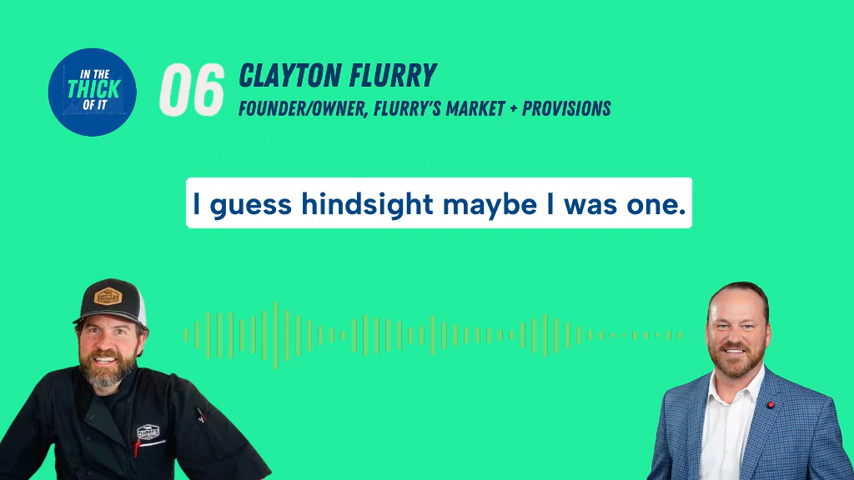 IN THE
THICK
OF IT
06
CLAYTON FLURRY
FOUNDER/OWNER, FLURRY'S MARKET + PROVISIONS
I guess hindsight maybe I was one.